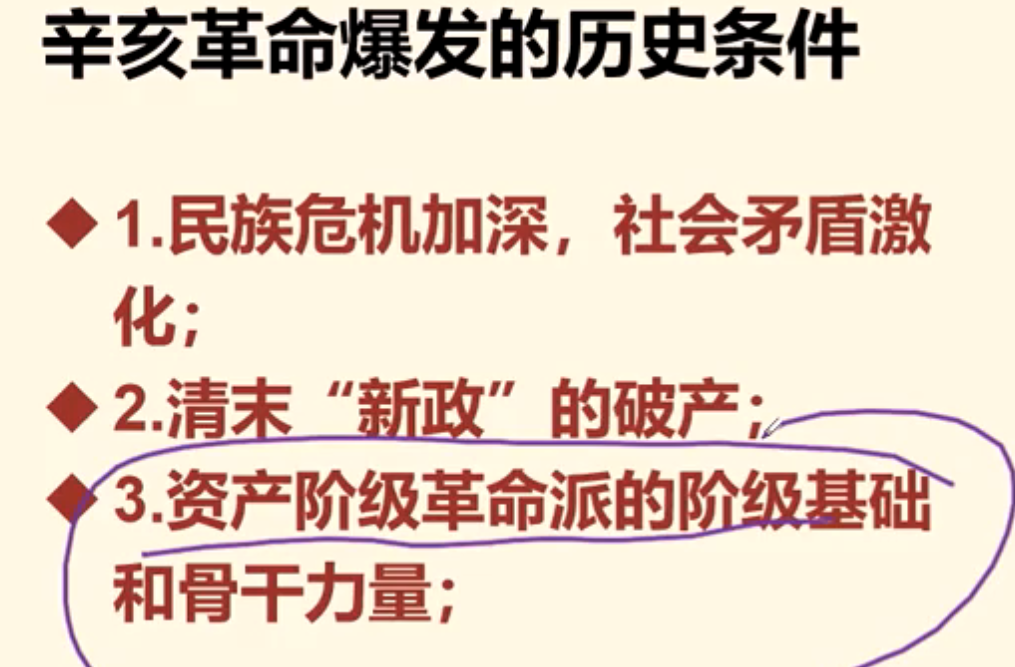 辛亥革命爆发的历史条件
◆1.民族危机加深，社会矛盾激
化；
◆2.清末“新政”的破产；
◆3.资产阶级革命派的阶级基础
和骨干力量；